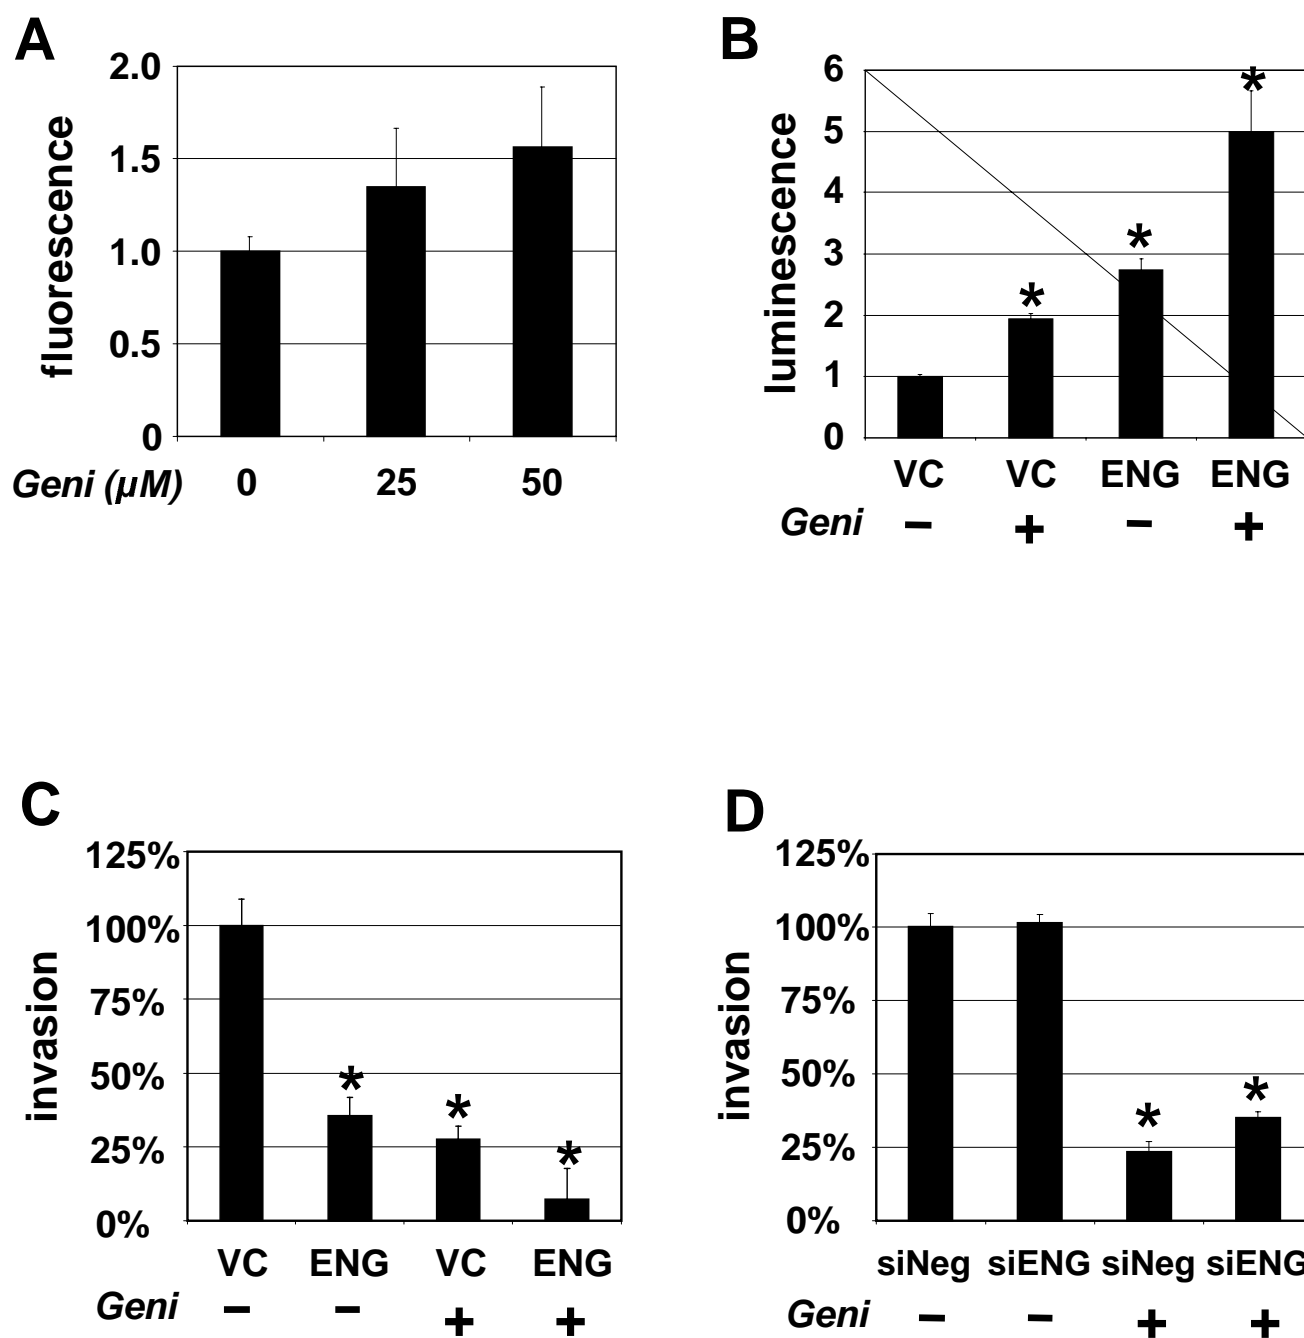 A
2.0
1.5
1.0
0.5
0
fluorescence
Geni (µM) 0 25 50
B
6
5
4
3
2
1
0
luminescence
* * *
VC VC ENG ENG
Geni – + – +
C
125%
100%
75%
50%
25%
0%
invasion
* * *
VC ENG VC ENG
Geni – – + +
D
125%
100%
75%
50%
25%
0%
invasion
* *
siNeg siENG siNeg siENG
Geni – – + +